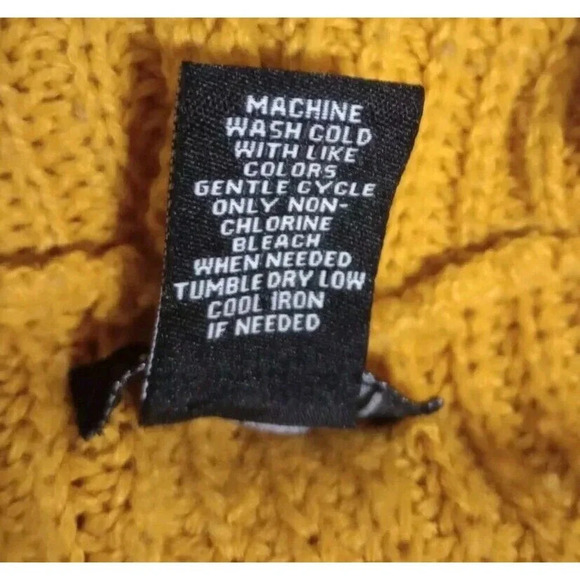 MACHINE
WASH COLD
WITH LIKE
COLORS
GENTLE CYCLE
ONLY NON-
CHLORINE
BLEACH
WHEN NEEDED
TUMBLE DRY LOW
COOL IRON
IF NEEDED